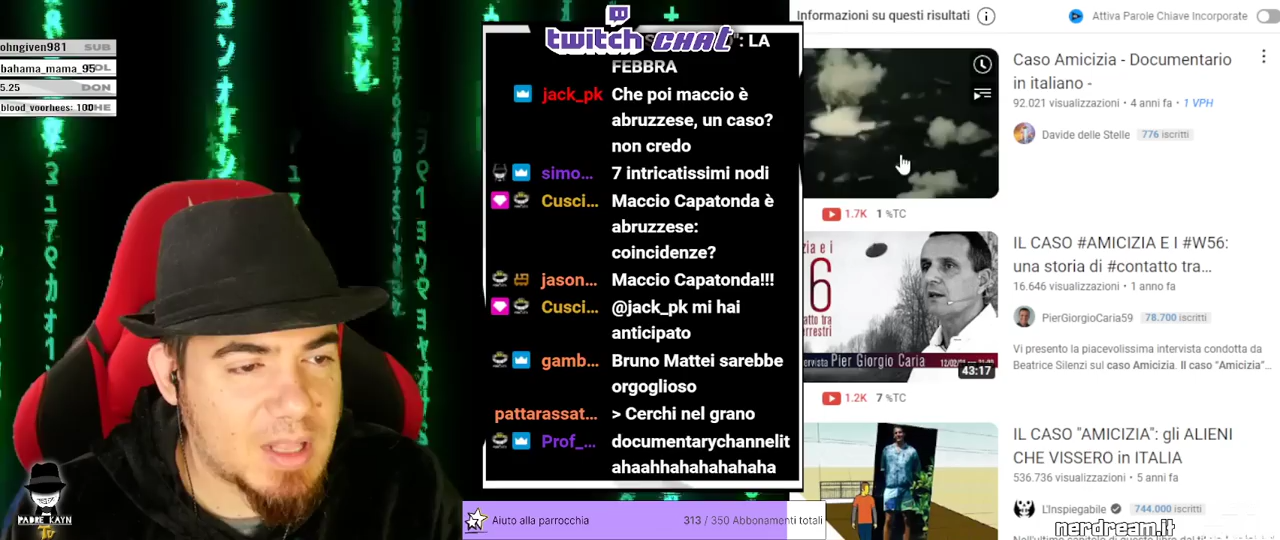 ohngiven981 SUB
bahama_mama_95
5.25 DON
blood_voorhees: 100
PADRE KAYN
TV
twitch CHAT
": LA
FEBBRA
jack_pk Che poi maccio è
abruzzese, un caso?
non credo
simo... 7 intricatissimi nodi
Cusci... Maccio Capatonda è
abruzzese:
coincidenze?
jason... Maccio Capatonda!!!
Cusci... @jack_pk mi hai
anticipato
gamb... Bruno Mattei sarebbe
orgoglioso
pattarassat... > Cerchi nel grano
Prof_... documentarychannelit
ahaahhahahahahaha
Aiuto alla parrocchia 313 / 350 Abbonamenti totali
Informazioni su questi risultati
Attiva Parole Chiave Incorporate
Caso Amicizia - Documentario
in italiano -
92.021 visualizzazioni • 4 anni fa • 1 VPH
Davide delle Stelle 776 iscritti
1.7K 1 %TC
IL CASO #AMICIZIA E I #W56:
una storia di #contatto tra...
16.646 visualizzazioni • 1 anno fa
PierGiorgioCaria59 78.700 iscritti
Vi presento la piacevolissima intervista condotta da
Beatrice Silenzi sul caso Amicizia. Il caso "Amicizia"...
zia e i
6
tatto tra
restri
ervista Pier Giorgio Caria
43:17
1.2K 7 %TC
IL CASO "AMICIZIA": gli ALIENI
CHE VISSERO in ITALIA
536.736 visualizzazioni • 5 anni fa
L'Inspiegabile 744.000 iscritti
nerdream.it